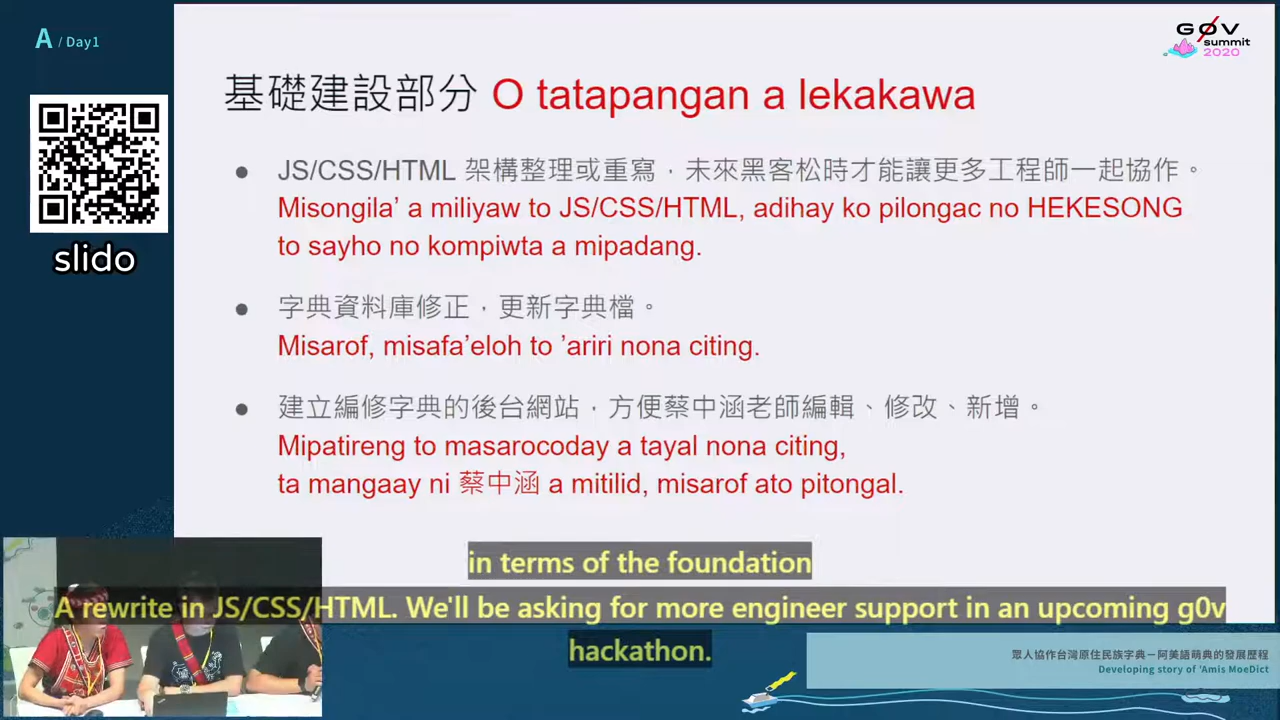 A / Day1
GØV
summit
2020
slido
基礎建設部分 O tatapangan a lekakawa
JS/CSS/HTML 架構整理或重寫，未來黑客松時才能讓更多工程師一起協作。
Misongila’ a miliyaw to JS/CSS/HTML, adihay ko pilongac no HEKESONG
to sayho no kompiwta a mipadang.
字典資料庫修正，更新字典檔。
Misarof, misafa’eloh to ’ariri nona citing.
建立編修字典的後台網站，方便蔡中涵老師編輯、修改、新增。
Mipatireng to masarocoday a tayal nona citing,
ta mangaay ni 蔡中涵 a mitilid, misarof ato pitongal.
in terms of the foundation
A rewrite in JS/CSS/HTML. We'll be asking for more engineer support in an upcoming g0v
hackathon.
眾人協作台灣原住民族字典－阿美語萌典的發展歷程
Developing story of 'Amis MoeDict